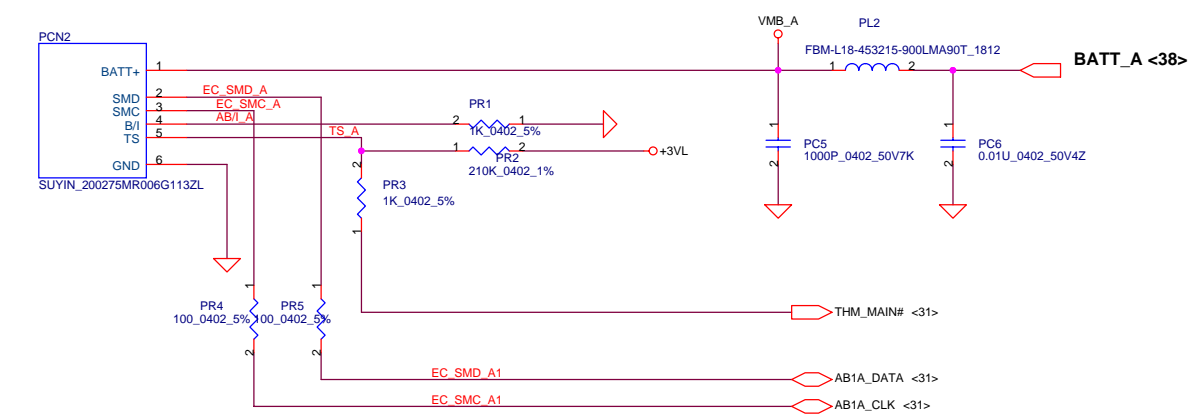 VMB_A
PL2
PCN2
FBM-L18-453215-900LMA90T_1812
BATT_A <38>
BATT+ 1
1 2
SMD 2 EC_SMD_A
SMC 3 EC_SMC_A
B/I 4 AB/I_A
TS 5 TS_A
GND 6
SUYIN_200275MR006G113ZL
PR1
2 1
1K_0402_5%
1 2 +3VL
PR2
210K_0402_1%
2
PR3
1K_0402_5%
1
1
PC5
1000P_0402_50V7K
2
1
PC6
0.01U_0402_50V4Z
2
1 1
PR4 PR5
100_0402_5% 100_0402_5%
2 2
THM_MAIN# <31>
EC_SMD_A1 AB1A_DATA <31>
EC_SMC_A1 AB1A_CLK <31>